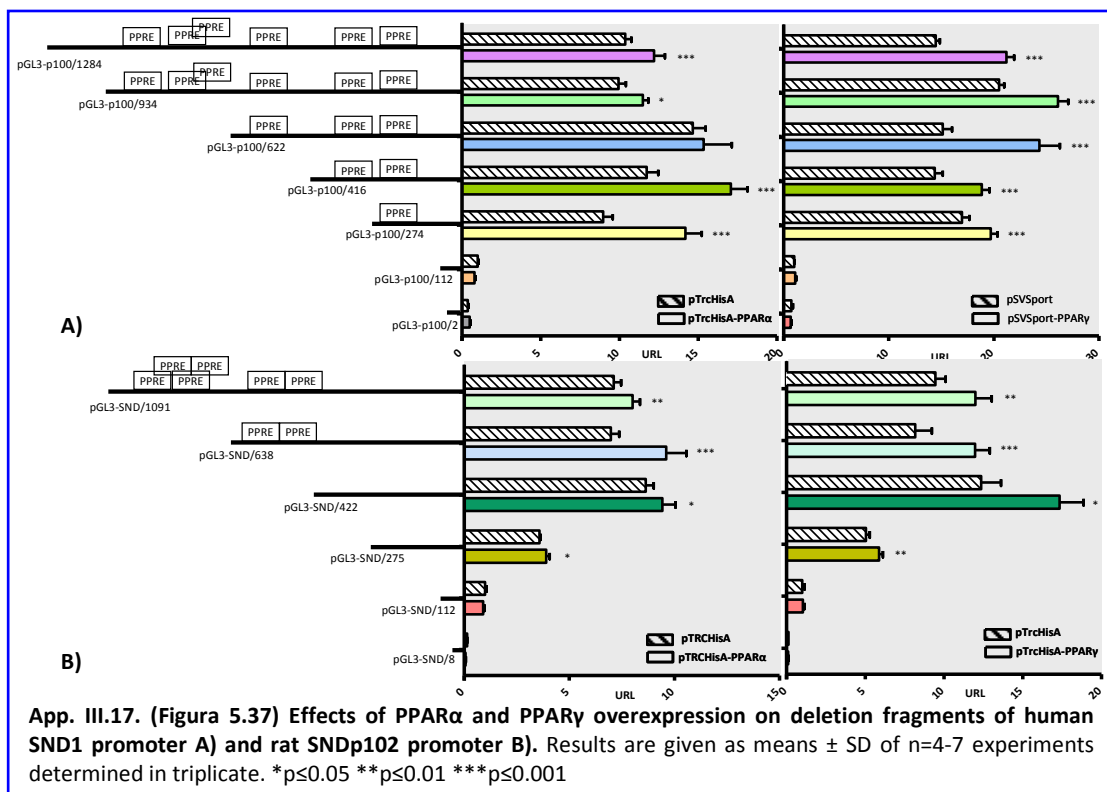 PPRE
PPRE PPRE PPRE PPRE PPRE
pGL3-p100/1284
***
***
PPRE
PPRE PPRE PPRE PPRE PPRE
pGL3-p100/934
*
***
PPRE PPRE PPRE
pGL3-p100/622
***
PPRE PPRE
pGL3-p100/416
***
***
PPRE
pGL3-p100/274
***
***
pGL3-p100/112
pGL3-p100/2
A)
pTrcHisA
pTrcHisA-PPARα
pSVSport
pSVSport-PPARγ
0 5 10 15 20
URL
0 10 20 30
URL
PPRE PPRE
PPRE PPRE PPRE PPRE
pGL3-SND/1091
**
**
PPRE PPRE
pGL3-SND/638
***
***
pGL3-SND/422
*
*
pGL3-SND/275
*
**
pGL3-SND/112
pGL3-SND/8
B)
pTRCHisA
pTRCHisA-PPARα
pTrcHisA
pTrcHisA-PPARγ
0 5 10 15
URL
0 5 10 15 20
URL
App. III.17. (Figura 5.37) Effects of PPARα and PPARγ overexpression on deletion fragments of human
SND1 promoter A) and rat SNDp102 promoter B). Results are given as means ± SD of n=4-7 experiments
determined in triplicate. *p≤0.05 **p≤0.01 ***p≤0.001